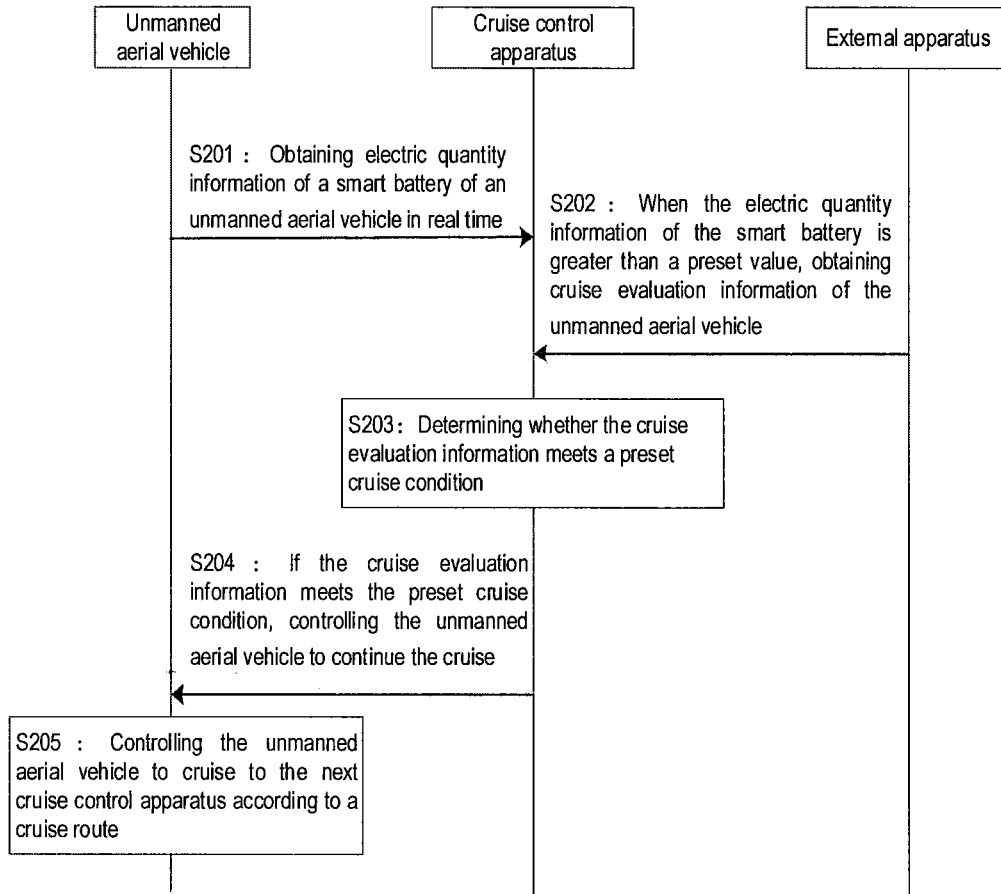 Unmanned
aerial vehicle
Cruise control
apparatus
External apparatus
S201： Obtaining electric quantity
information of a smart battery of an
unmanned aerial vehicle in real time
S202： When the electric quantity
information of the smart battery is
greater than a preset value, obtaining
cruise evaluation information of the
unmanned aerial vehicle
S203： Determining whether the cruise
evaluation information meets a preset
cruise condition
S204： If the cruise evaluation
information meets the preset cruise
condition, controlling the unmanned
aerial vehicle to continue the cruise
S205： Controlling the unmanned
aerial vehicle to cruise to the next
cruise control apparatus according to a
cruise route